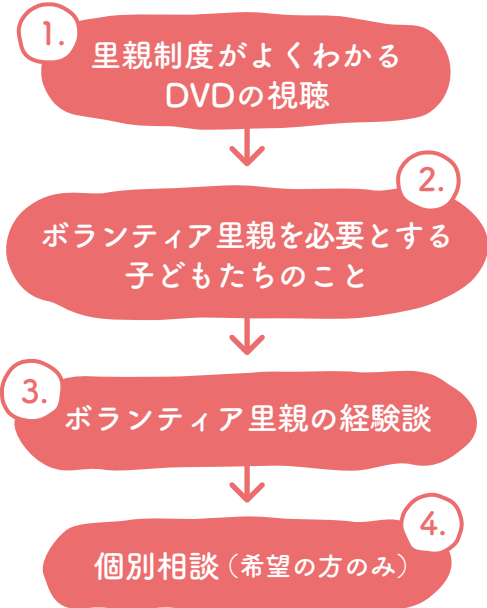 1.
里親制度がよくわかる
DVDの視聴
2.
ボランティア里親を必要とする
子どもたちのこと
3.
ボランティア里親の経験談
4.
個別相談（希望の方のみ）